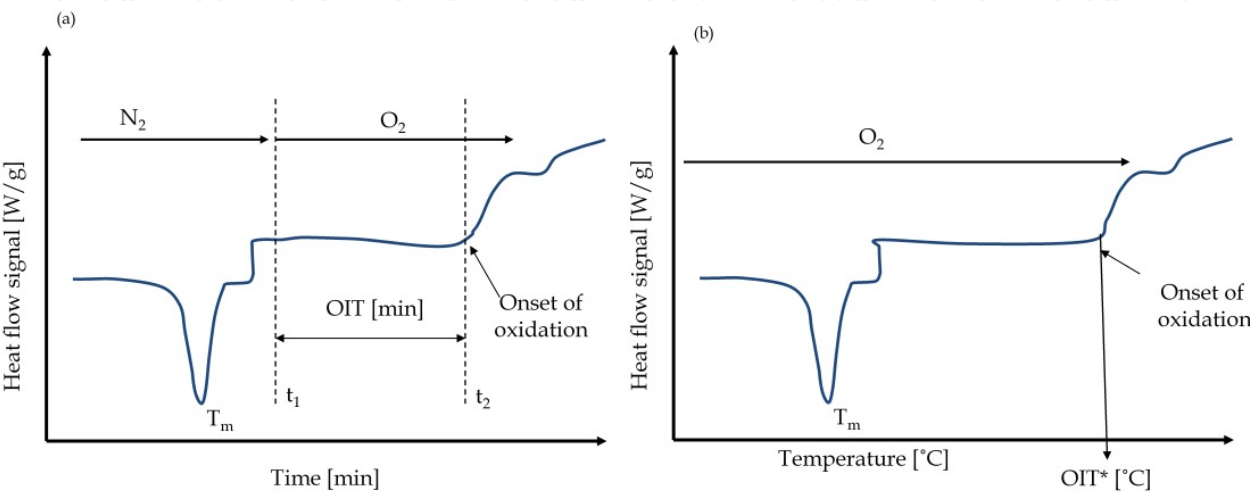 (a)
N₂
O₂
Heat flow signal [W/g]
OIT [min]
Onset of
oxidation
t₁
t₂
Tₘ
Time [min]
(b)
O₂
Heat flow signal [W/g]
Onset of
oxidation
Tₘ
Temperature [˚C]
OIT* [˚C]